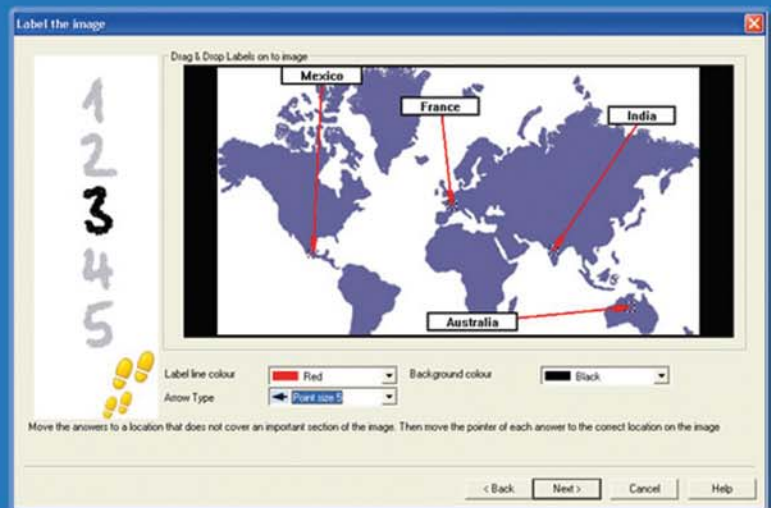 Label the image
Drag & Drop Labels on to image
Mexico
France
India
Australia
1
2
3
4
5
Label line colour
Red
Background colour
Black
Arrow Type
Point size 5
Move the answers to a location that does not cover an important section of the image. Then move the pointer of each answer to the correct location on the image
< Back
Next >
Cancel
Help